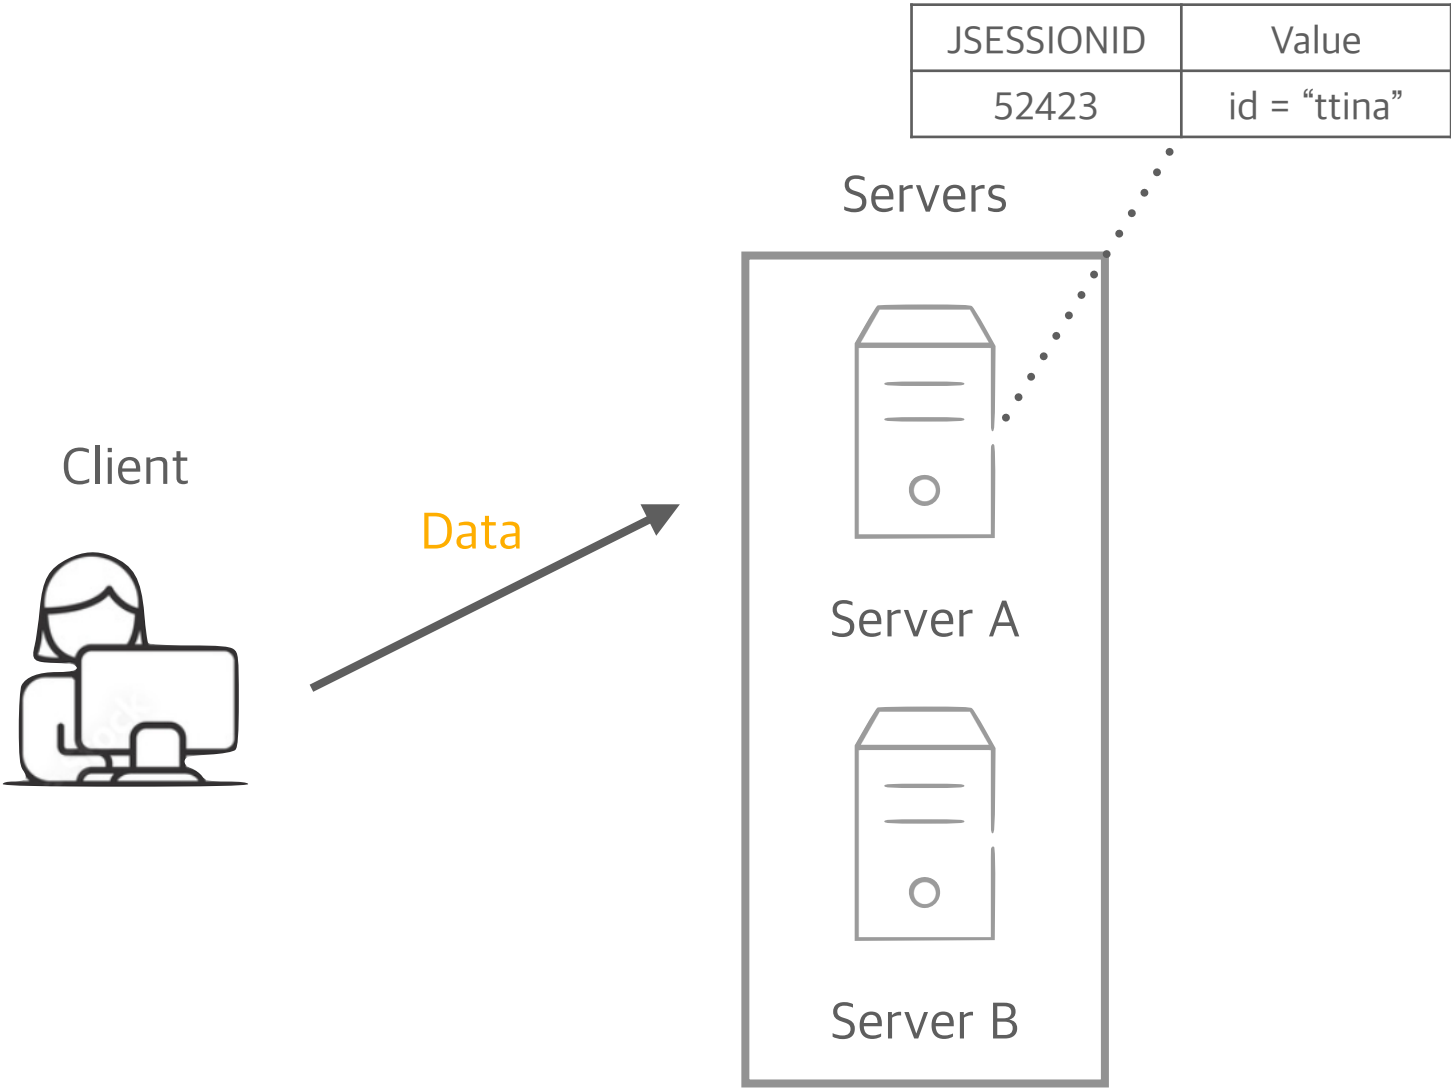 JSESSIONID Value
52423 id = “ttina”
Servers
Client
Data
Server A
Server B